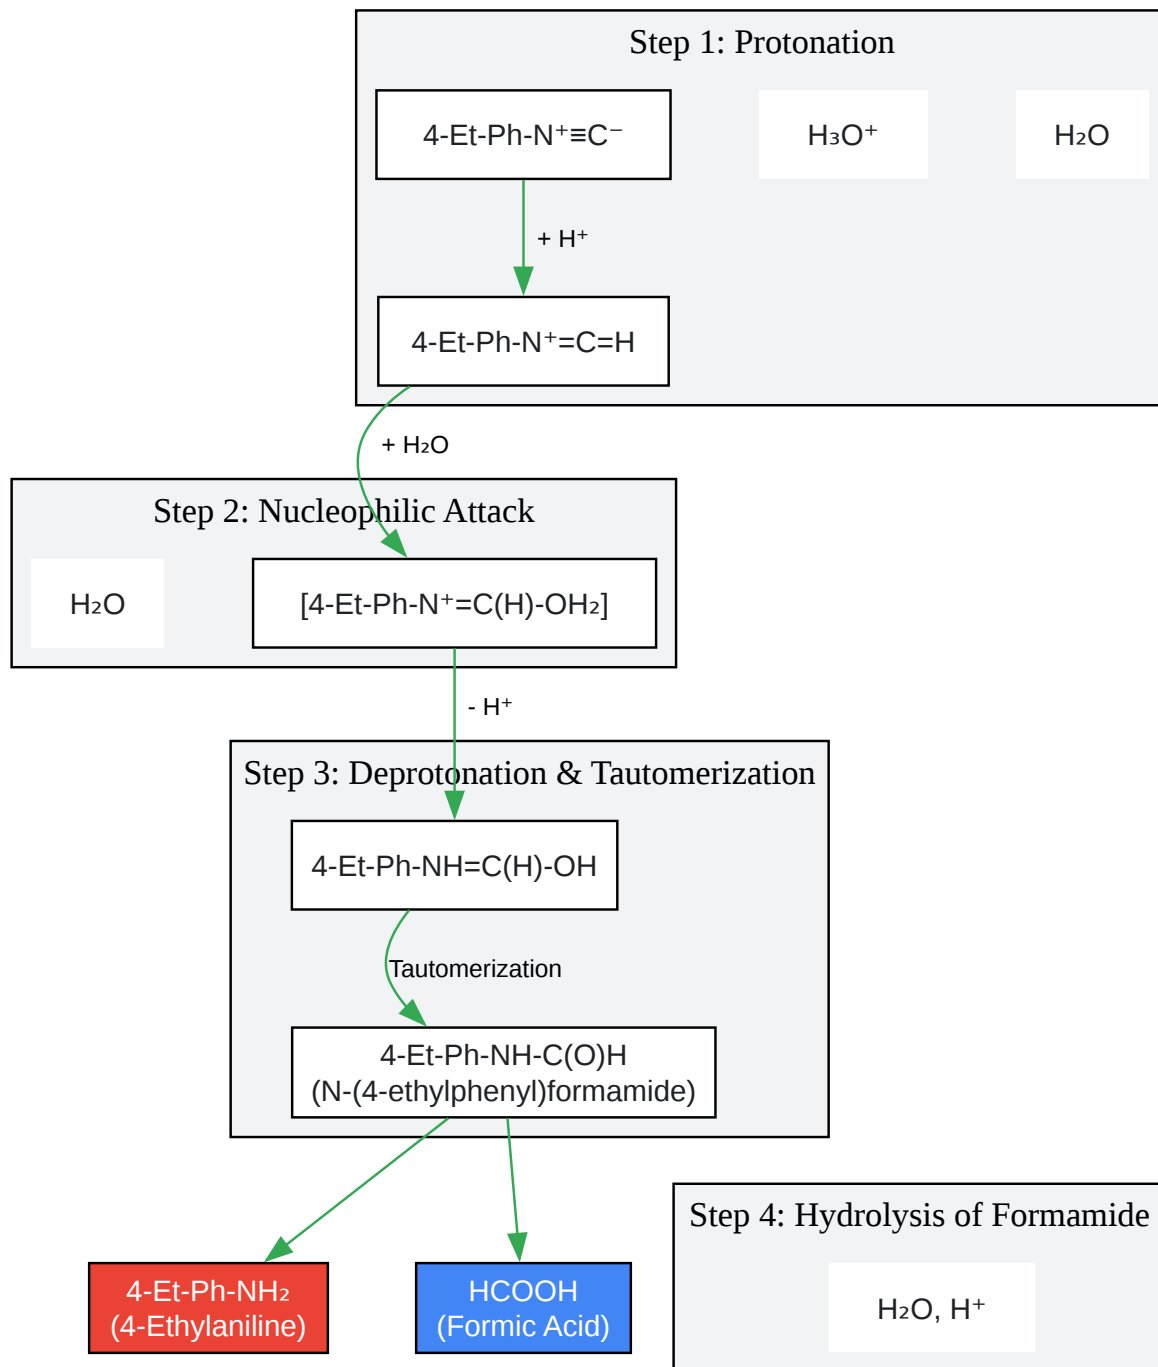 Step 1: Protonation
4-Et-Ph-N⁺≡C⁻
H₃O⁺
H₂O
+ H⁺
4-Et-Ph-N⁺=C=H
+ H₂O
Step 2: Nucleophilic Attack
H₂O
[4-Et-Ph-N⁺=C(H)-OH₂]
- H⁺
Step 3: Deprotonation & Tautomerization
4-Et-Ph-NH=C(H)-OH
Tautomerization
4-Et-Ph-NH-C(O)H
(N-(4-ethylphenyl)formamide)
Step 4: Hydrolysis of Formamide
4-Et-Ph-NH₂
(4-Ethylaniline)
HCOOH
(Formic Acid)
H₂O, H⁺